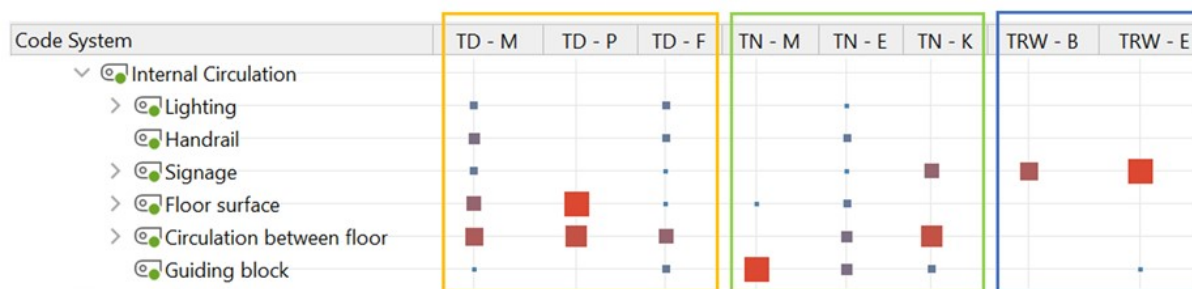 Code System TD - M TD - P TD - F TN - M TN - E TN - K TRW - B TRW - E
Internal Circulation
Lighting
Handrail
Signage
Floor surface
Circulation between floor
Guiding block